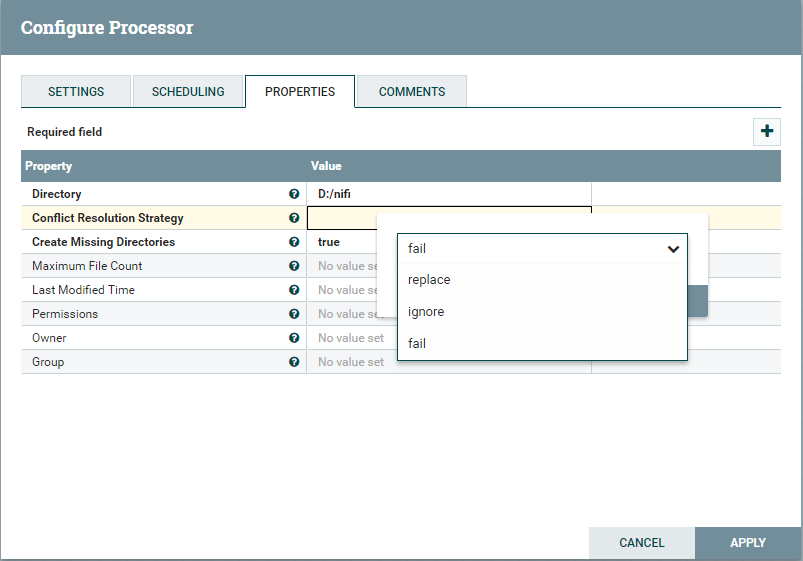 Configure Processor
SETTINGS SCHEDULING PROPERTIES COMMENTS
Required field
Property Value
Directory D:/nifi
Conflict Resolution Strategy
fail
Create Missing Directories true
replace
ignore
fail
Maximum File Count No value se
Last Modified Time No value se
Permissions No value set
Owner No value set
Group No value set
CANCEL APPLY